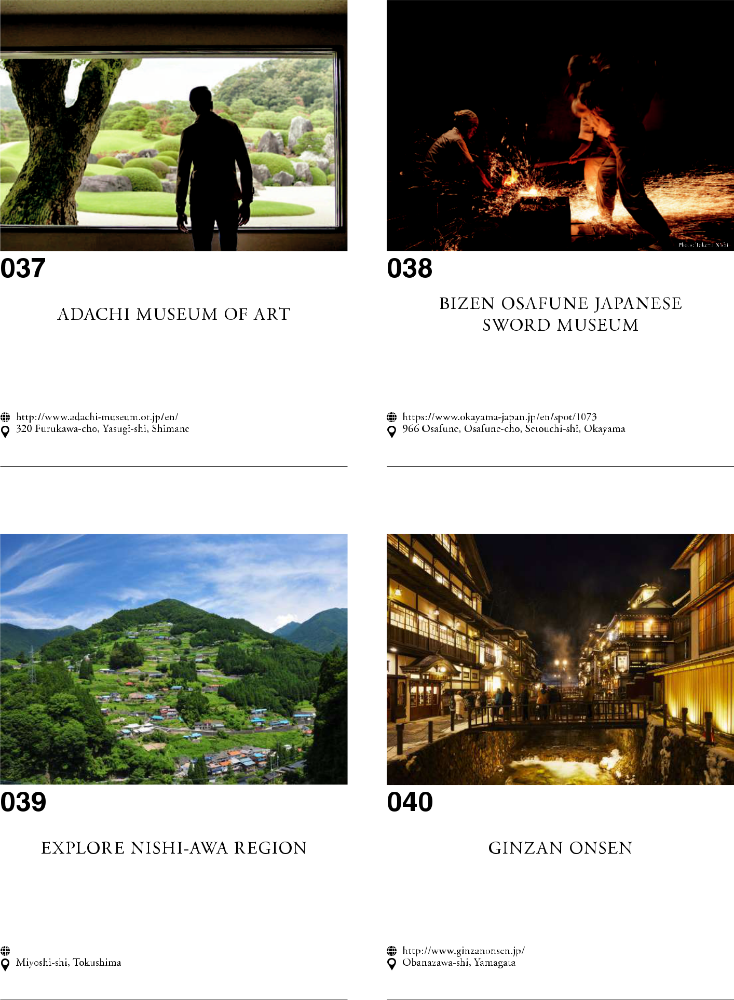 Photo: Takemi Nishi
037
ADACHI MUSEUM OF ART
http://www.adachi-museum.or.jp/en/
320 Furukawa-cho, Yasugi-shi, Shimane
038
BIZEN OSAFUNE JAPANESE
SWORD MUSEUM
https://www.okayama-japan.jp/en/spot/1073
966 Osafune, Osafune-cho, Setouchi-shi, Okayama
039
EXPLORE NISHI-AWA REGION
Miyoshi-shi, Tokushima
040
GINZAN ONSEN
http://www.ginzanonsen.jp/
Obanazawa-shi, Yamagata